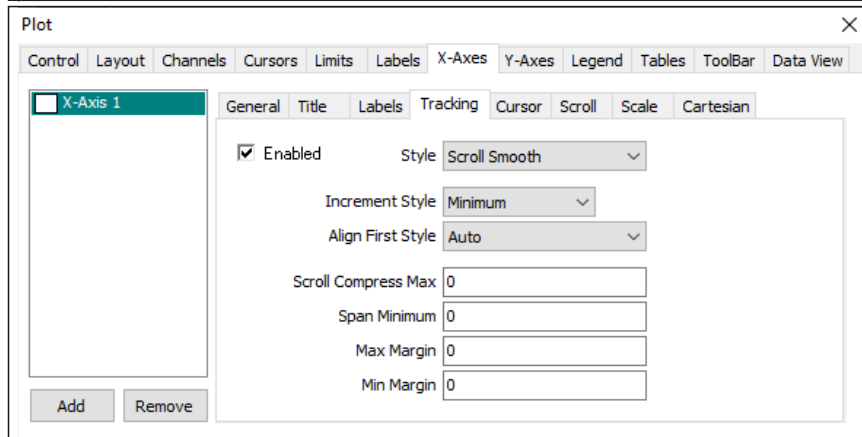 Plot
Control Layout Channels Cursors Limits Labels X-Axes Y-Axes Legend Tables ToolBar Data View
X-Axis 1
General Title Labels Tracking Cursor Scroll Scale Cartesian
Enabled Style Scroll Smooth
Increment Style Minimum
Align First Style Auto
Scroll Compress Max 0
Span Minimum 0
Max Margin 0
Min Margin 0
Add Remove